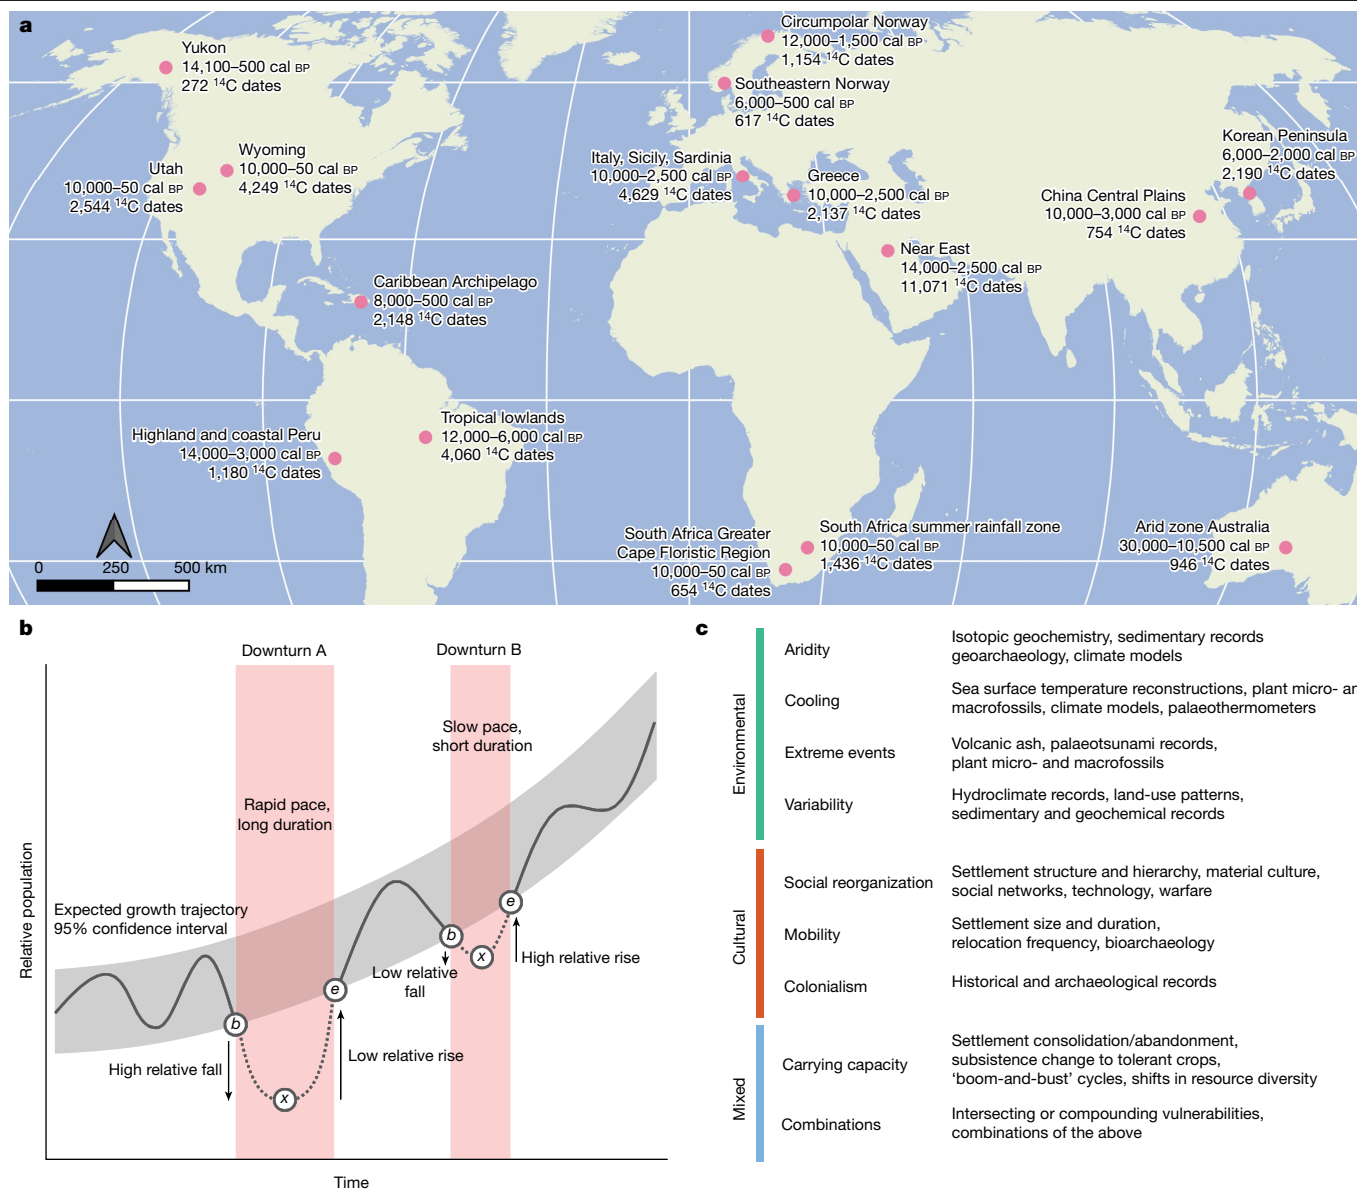 a
Yukon
14,100–500 cal BP
272 ¹⁴C dates
Wyoming
10,000–50 cal BP
4,249 ¹⁴C dates
Utah
10,000–50 cal BP
2,544 ¹⁴C dates
Caribbean Archipelago
8,000–500 cal BP
2,148 ¹⁴C dates
Highland and coastal Peru
14,000–3,000 cal BP
1,180 ¹⁴C dates
Tropical lowlands
12,000–6,000 cal BP
4,060 ¹⁴C dates
Circumpolar Norway
12,000–1,500 cal BP
1,154 ¹⁴C dates
Southeastern Norway
6,000–500 cal BP
617 ¹⁴C dates
Italy, Sicily, Sardinia
10,000–2,500 cal BP
4,629 ¹⁴C dates
Greece
10,000–2,500 cal BP
2,137 ¹⁴C dates
Near East
14,000–2,500 cal BP
11,071 ¹⁴C dates
Korean Peninsula
6,000–2,000 cal BP
2,190 ¹⁴C dates
China Central Plains
10,000–3,000 cal BP
754 ¹⁴C dates
South Africa Greater
Cape Floristic Region
10,000–50 cal BP
654 ¹⁴C dates
South Africa summer rainfall zone
10,000–50 cal BP
1,436 ¹⁴C dates
Arid zone Australia
30,000–10,500 cal BP
946 ¹⁴C dates
0 250 500 km
b
Downturn A
Downturn B
Slow pace,
short duration
Rapid pace,
long duration
Expected growth trajectory
95% confidence interval
Relative population
b
x
e
High relative fall
Low relative rise
b
x
e
Low relative
fall
High relative rise
Time
c
Environmental
Aridity
Isotopic geochemistry, sedimentary records
geoarchaeology, climate models
Cooling
Sea surface temperature reconstructions, plant micro-
macrofossils, climate models, palaeothermometers
Extreme events
Volcanic ash, palaeotsunami records,
plant micro- and macrofossils
Variability
Hydroclimate records, land-use patterns,
sedimentary and geochemical records
Cultural
Social reorganization
Settlement structure and hierarchy, material culture,
social networks, technology, warfare
Mobility
Settlement size and duration,
relocation frequency, bioarchaeology
Colonialism
Historical and archaeological records
Mixed
Carrying capacity
Settlement consolidation/abandonment,
subsistence change to tolerant crops,
‘boom-and-bust’ cycles, shifts in resource diversity
Combinations
Intersecting or compounding vulnerabilities,
combinations of the above